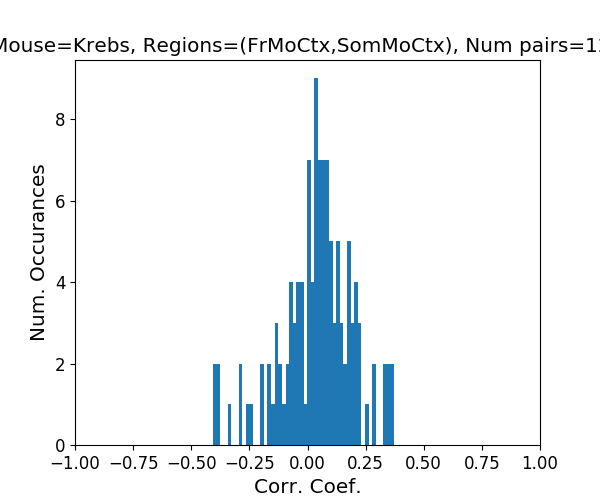 Mouse=Krebs, Regions=(FrMoCtx,SomMoCtx), Num pairs=1
Num. Occurances
8
6
4
2
0
−1.00 −0.75 −0.50 −0.25 0.00 0.25 0.50 0.75 1.00
Corr. Coef.